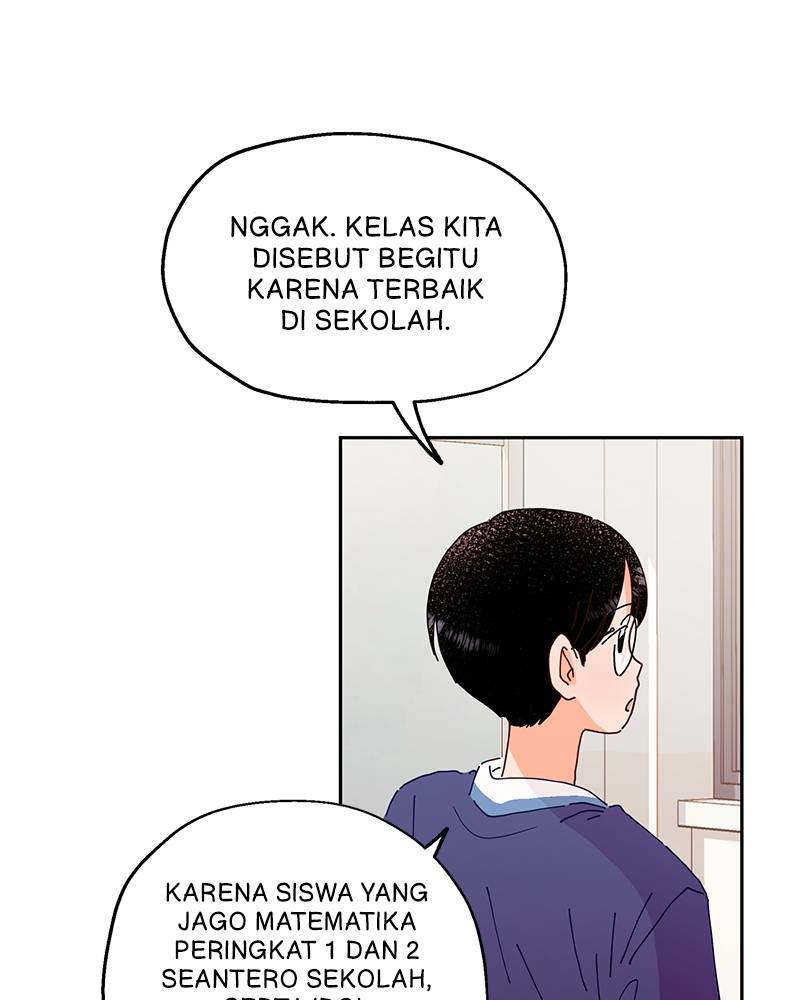 NGGAK. KELAS KITA
DISEBUT BEGITU
KARENA TERBAIK
DI SEKOLAH.
KARENA SISWA YANG
JAGO MATEMATIKA
PERINGKAT 1 DAN 2
SEANTERO SEKOLAH,